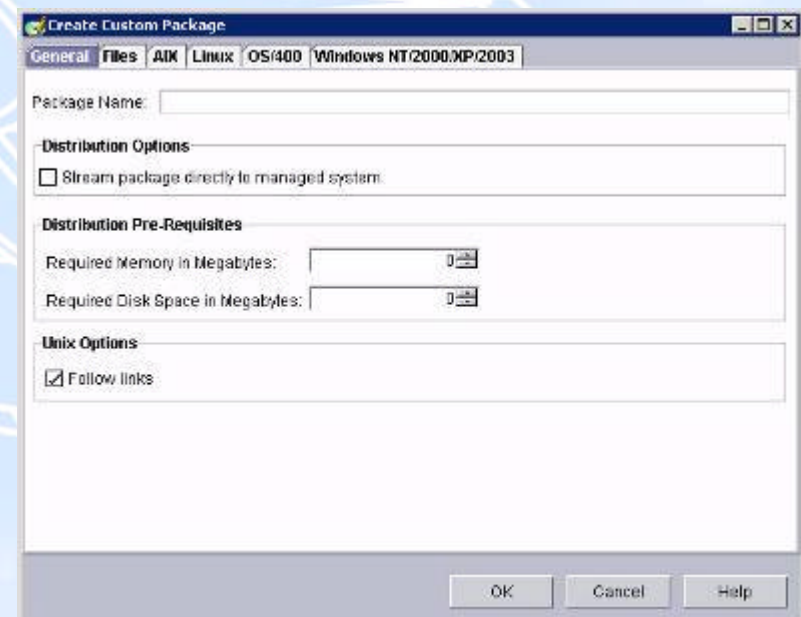 Create Custom Package
General Files AIX Linux OS/400 Windows NT/2000/XP/2003
Package Name:
Distribution Options
Stream package directly to managed system
Distribution Pre-Requisites
Required Memory in Megabytes: 0
Required Disk Space in Megabytes: 0
Unix Options
Follow links
OK Cancel Help